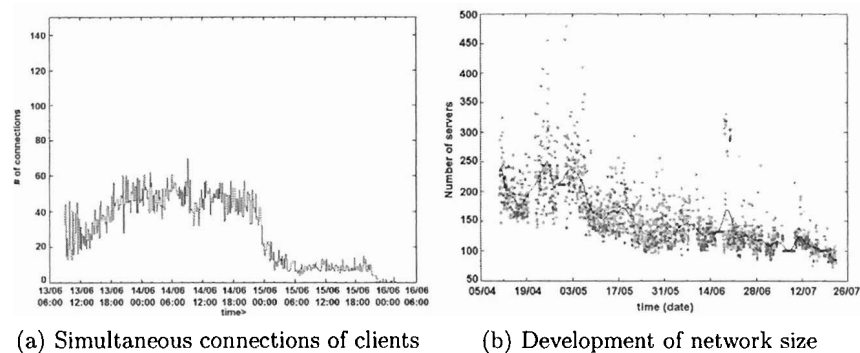 140
120
100
80
60
40
20
0
# of connections
13/06 13/06 14/06 14/06 14/06 14/06 15/06 15/06 15/06 15/06 16/06 16/06
06:00 12:00 00:00 06:00 12:00 18:00 00:00 06:00 12:00 18:00 00:00 06:00
time>
(a) Simultaneous connections of clients
500
450
400
350
300
250
200
150
100
50
Number of servers
05/04 19/04 03/05 17/05 31/05 14/06 28/06 12/07 26/07
time (date)
(b) Development of network size